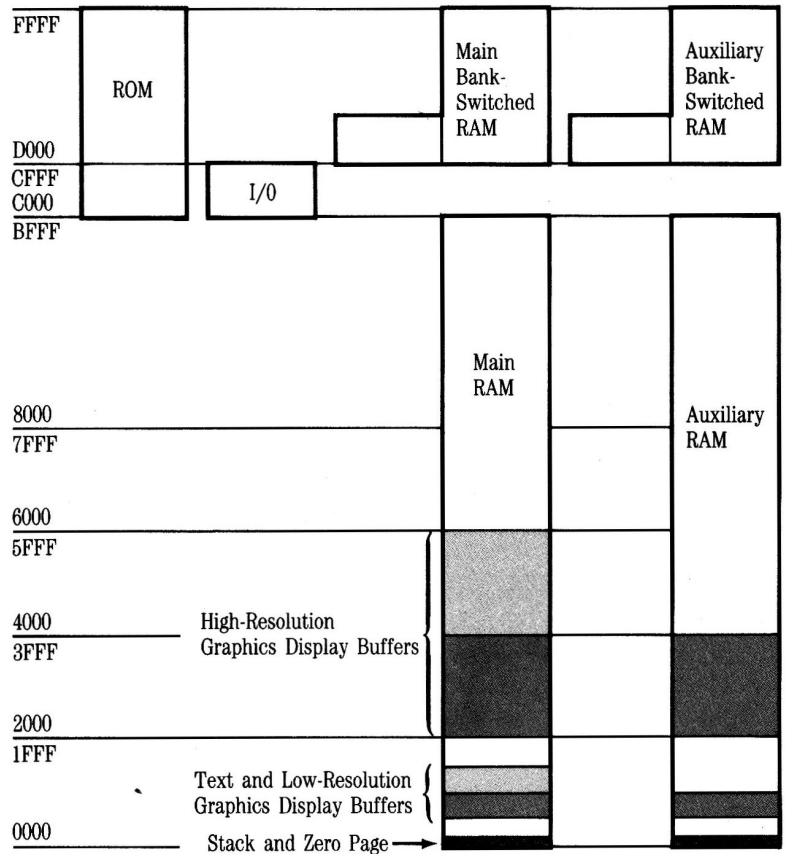 FFFF
ROM
Main
Bank-
Switched
RAM
Auxiliary
Bank-
Switched
RAM
D000
CFFF
C000
BFFF
I/0
Main
RAM
8000
7FFF
Auxiliary
RAM
6000
5FFF
4000
3FFF
High-Resolution
Graphics Display Buffers
2000
1FFF
Text and Low-Resolution
Graphics Display Buffers
0000
Stack and Zero Page